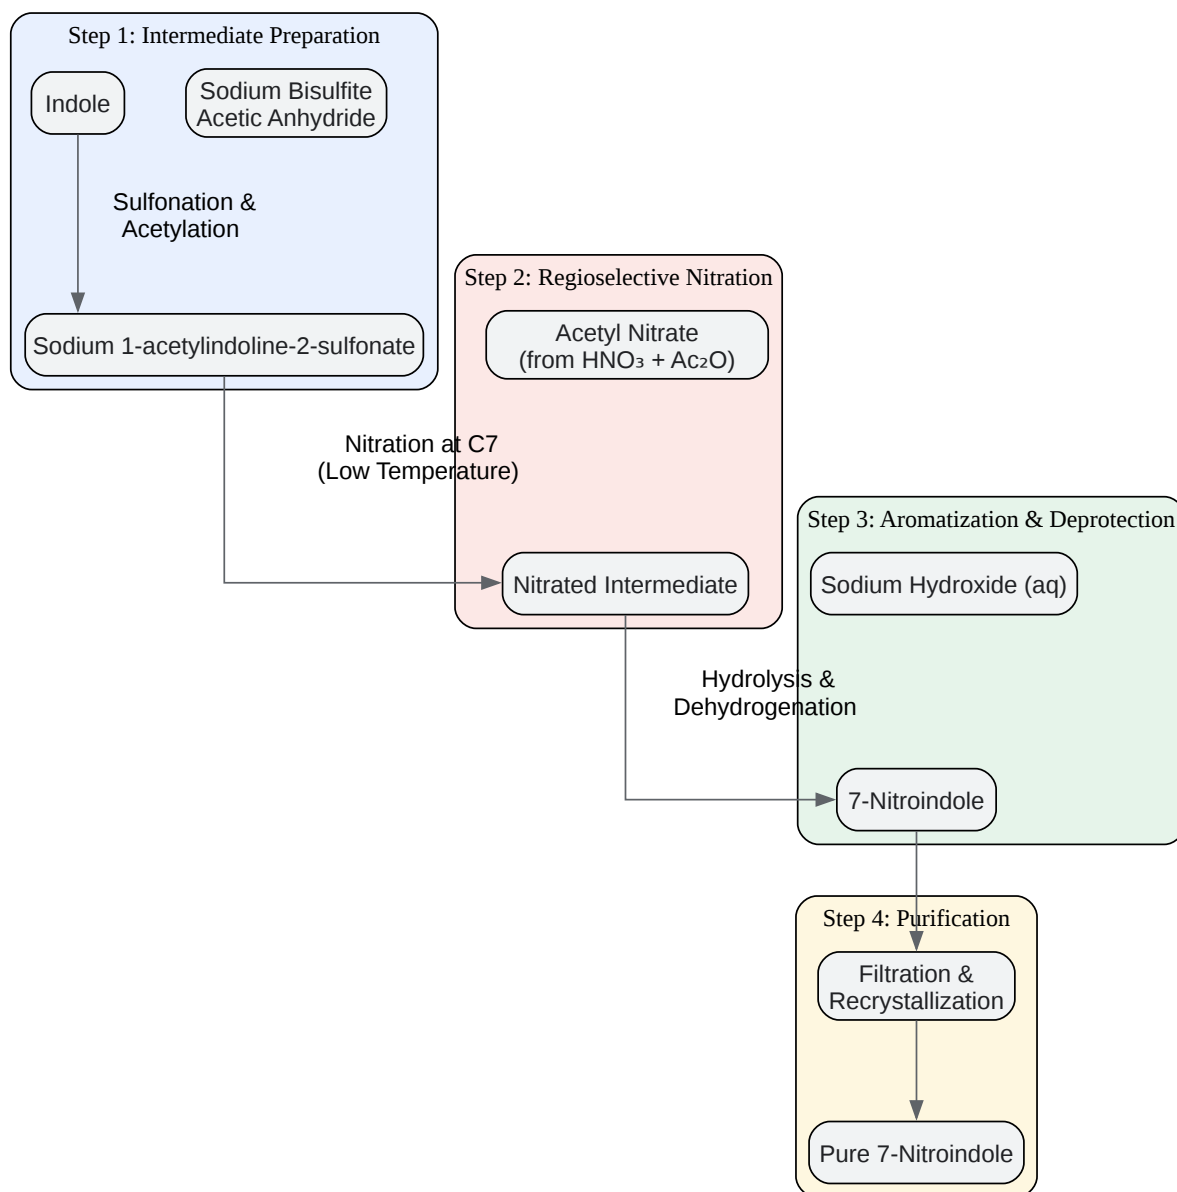 Step 1: Intermediate Preparation
Indole
Sodium Bisulfite
Acetic Anhydride
Sulfonation &
Acetylation
Sodium 1-acetylindoline-2-sulfonate
Step 2: Regioselective Nitration
Acetyl Nitrate
(from HNO₃ + Ac₂O)
Nitration at C7
(Low Temperature)
Nitrated Intermediate
Step 3: Aromatization & Deprotection
Sodium Hydroxide (aq)
Hydrolysis &
Dehydrogenation
7-Nitroindole
Step 4: Purification
Filtration &
Recrystallization
Pure 7-Nitroindole